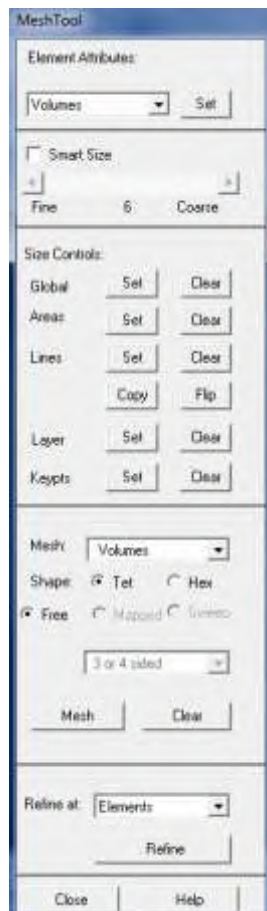 MeshTool
Element Attributes:
Volumes Set
Smart Size
Fine 6 Coarse
Size Controls:
Global Set Clear
Areas Set Clear
Lines Set Clear
Copy Flip
Layer Set Clear
Keypts Set Clear
Mesh: Volumes
Shape: Tet Hex
Free Mapped Sweep
3 or 4 sided
Mesh Clear
Refine at: Elements
Refine
Close Help